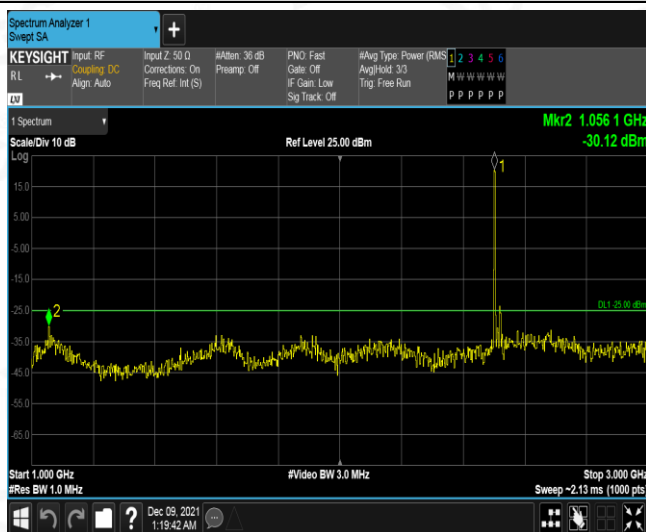 Spectrum Analyzer 1
Swept SA
+
KEYSIGHT Input: RF Input Z: 50 Ω #Atten: 36 dB PNO: Fast #Avg Type: Power (RMS 1 2 3 4 5 6
RL Coupling: DC Corrections: On Preamp: Off Gate: Off Avg|Hold: 3/3 M W W W W W
Align: Auto Freq Ref: Int (S) IF Gain: Low Trig: Free Run
Sig Track: Off P P P P P P
LXI
1 Spectrum Mkr2 1.056 1 GHz
Scale/Div 10 dB Ref Level 25.00 dBm -30.12 dBm
Log
1
15.0
5.00
-5.00
-15.0
-25.0 2 DL1 -25.00 dBm
-35.0
-45.0
-55.0
-65.0
Start 1.000 GHz #Video BW 3.0 MHz Stop 3.000 GHz
#Res BW 1.0 MHz Sweep ~2.13 ms (1000 pts)
? Dec 09, 2021
1:19:42 AM